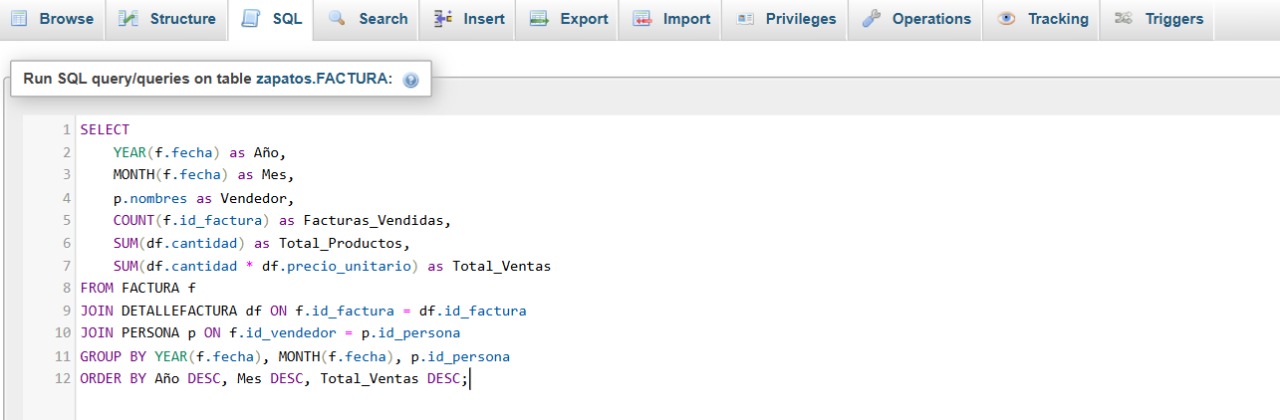 Browse Structure SQL Search Insert Export Import Privileges Operations Tracking Triggers
Run SQL query/queries on table zapatos.FACTURA:
1 SELECT
2 YEAR(f.fecha) as Año,
3 MONTH(f.fecha) as Mes,
4 p.nombres as Vendedor,
5 COUNT(f.id_factura) as Facturas_Vendidas,
6 SUM(df.cantidad) as Total_Productos,
7 SUM(df.cantidad * df.precio_unitario) as Total_Ventas
8 FROM FACTURA f
9 JOIN DETALLEFACTURA df ON f.id_factura = df.id_factura
10 JOIN PERSONA p ON f.id_vendedor = p.id_persona
11 GROUP BY YEAR(f.fecha), MONTH(f.fecha), p.id_persona
12 ORDER BY Año DESC, Mes DESC, Total_Ventas DESC;